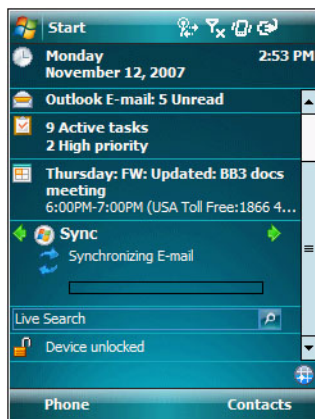 Start
Monday 2:53 PM
November 12, 2007
Outlook E-mail: 5 Unread
9 Active tasks
2 High priority
Thursday: FW: Updated: BB3 docs
meeting
6:00PM-7:00PM (USA Toll Free:1866 4...
Sync
Synchronizing E-mail
Live Search
Device unlocked
Phone Contacts